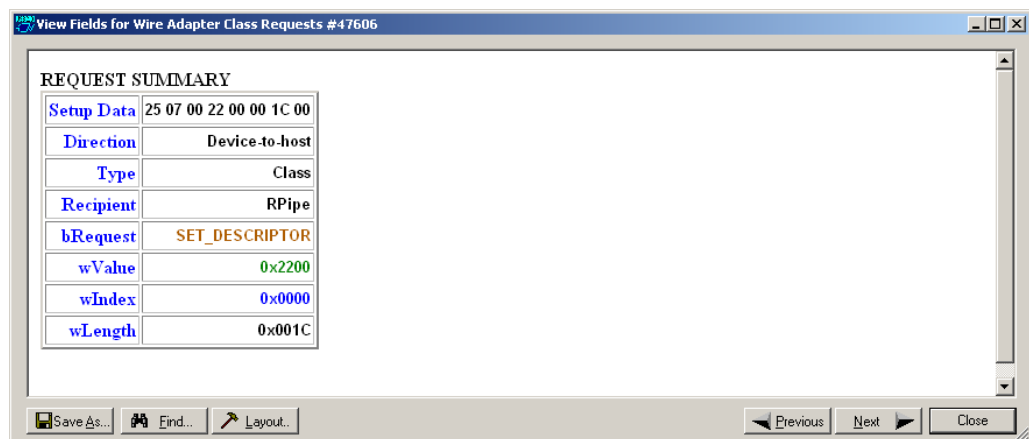 View Fields for Wire Adapter Class Requests #47606
REQUEST SUMMARY
Setup Data 25 07 00 22 00 00 1C 00
Direction Device-to-host
Type Class
Recipient RPipe
bRequest SET_DESCRIPTOR
wValue 0x2200
wIndex 0x0000
wLength 0x001C
Save As... Find... Layout.. Previous Next Close